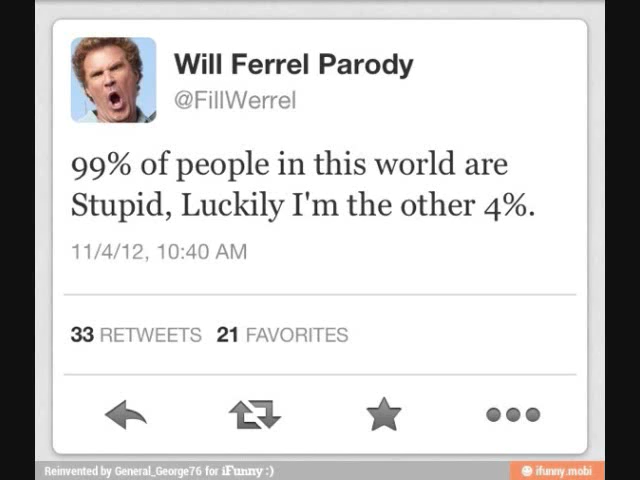 Will Ferrel Parody
@FillWerrel
99% of people in this world are
Stupid, Luckily I'm the other 4%.
11/4/12, 10:40 AM
33 RETWEETS 21 FAVORITES
Reinvented by General_George76 for iFunny :)
ifunny.mobi